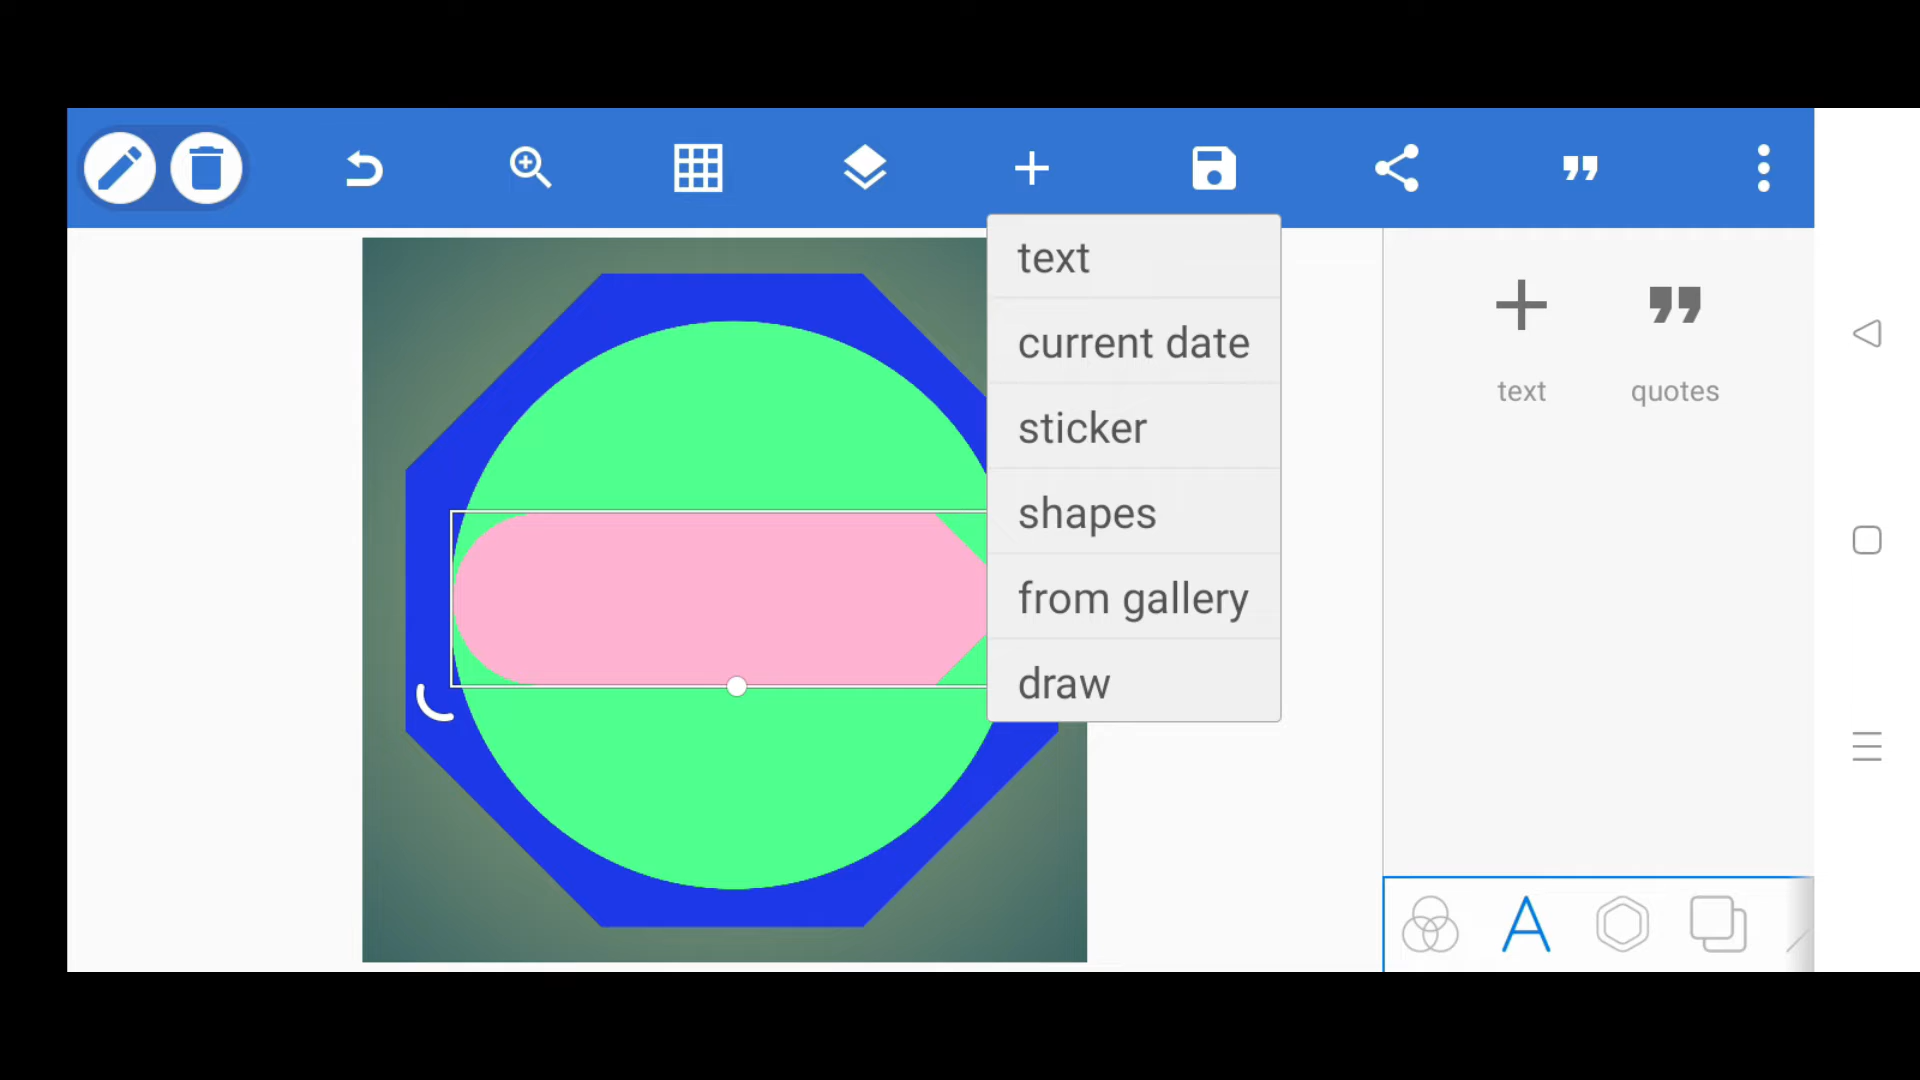 text
current date
sticker
shapes
from gallery
draw
text
quotes